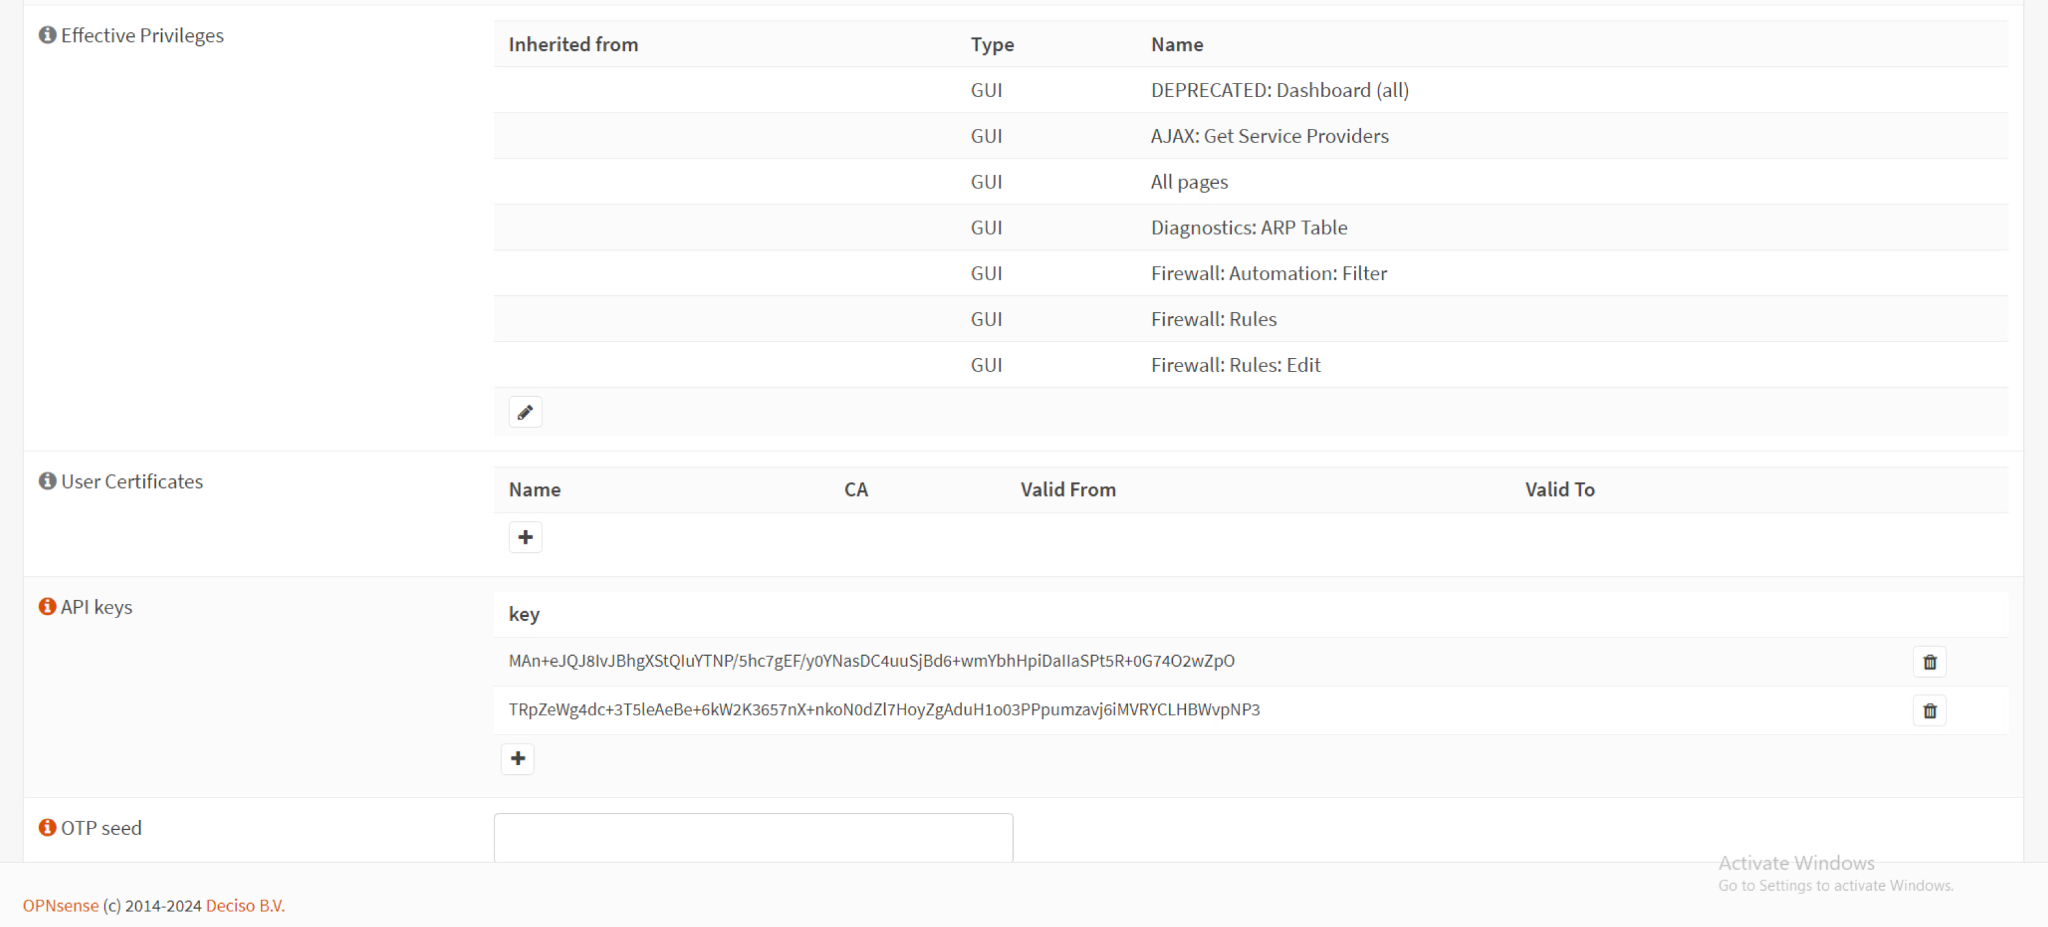 Effective Privileges
Inherited from Type Name
GUI DEPRECATED: Dashboard (all)
GUI AJAX: Get Service Providers
GUI All pages
GUI Diagnostics: ARP Table
GUI Firewall: Automation: Filter
GUI Firewall: Rules
GUI Firewall: Rules: Edit
User Certificates
Name CA Valid From Valid To
API keys
key
MAn+eJQJ8IvJBhgXStQIuYTNP/5hc7gEF/y0YNasDC4uuSjBd6+wmYbhHpiDaIIaSPt5R+0G74O2wZpO
TRpZeWg4dc+3T5leAeBe+6kW2K3657nX+nkoN0dZl7HoyZgAduH1o03PPpumzavj6iMVRYCLHBWvpNP3
OTP seed
Activate Windows
Go to Settings to activate Windows.
OPNsense (c) 2014-2024 Deciso B.V.